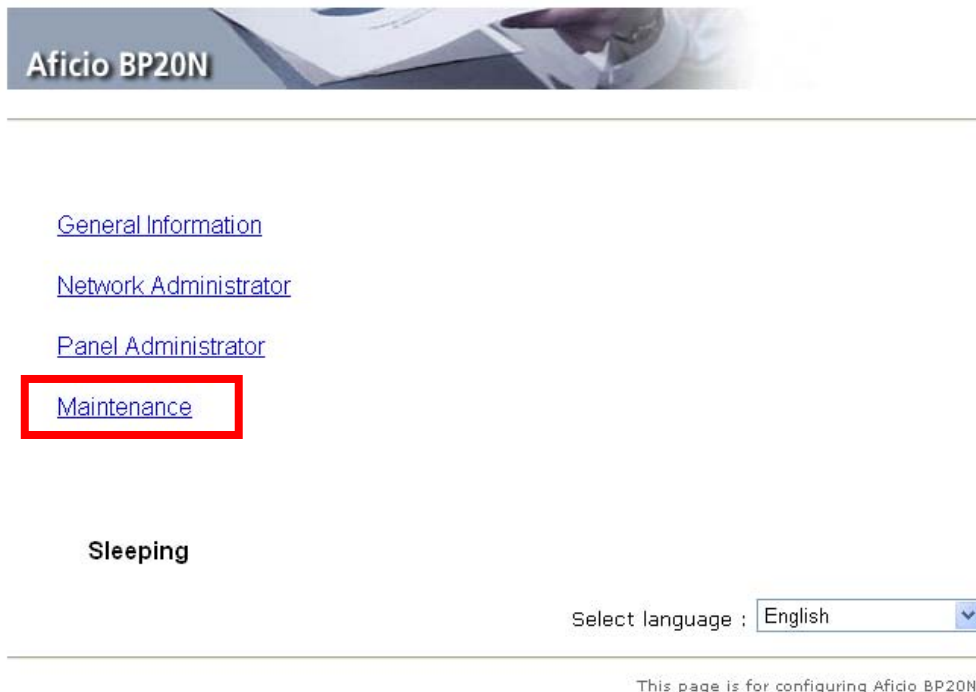 Aficio BP20N
General Information
Network Administrator
Panel Administrator
Maintenance
Sleeping
Select language : English
This page is for configuring Aficio BP20N